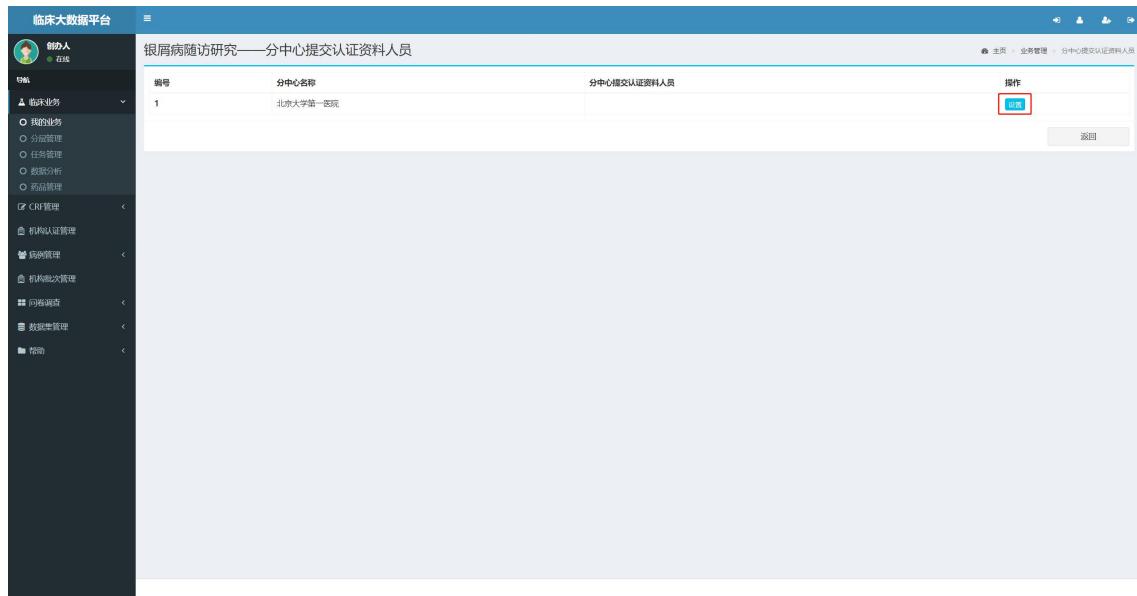 临床大数据平台
创办人
在线
导航
临床业务
我的业务
分层管理
任务管理
数据分析
药品管理
CRF管理
机构认证管理
病例管理
机构批次管理
问卷调查
数据集管理
帮助
银屑病随访研究——分中心提交认证资料人员
主页 > 业务管理 > 分中心提交认证资料人员
编号 分中心名称 分中心提交认证资料人员 操作
1 北京大学第一医院 设置
返回